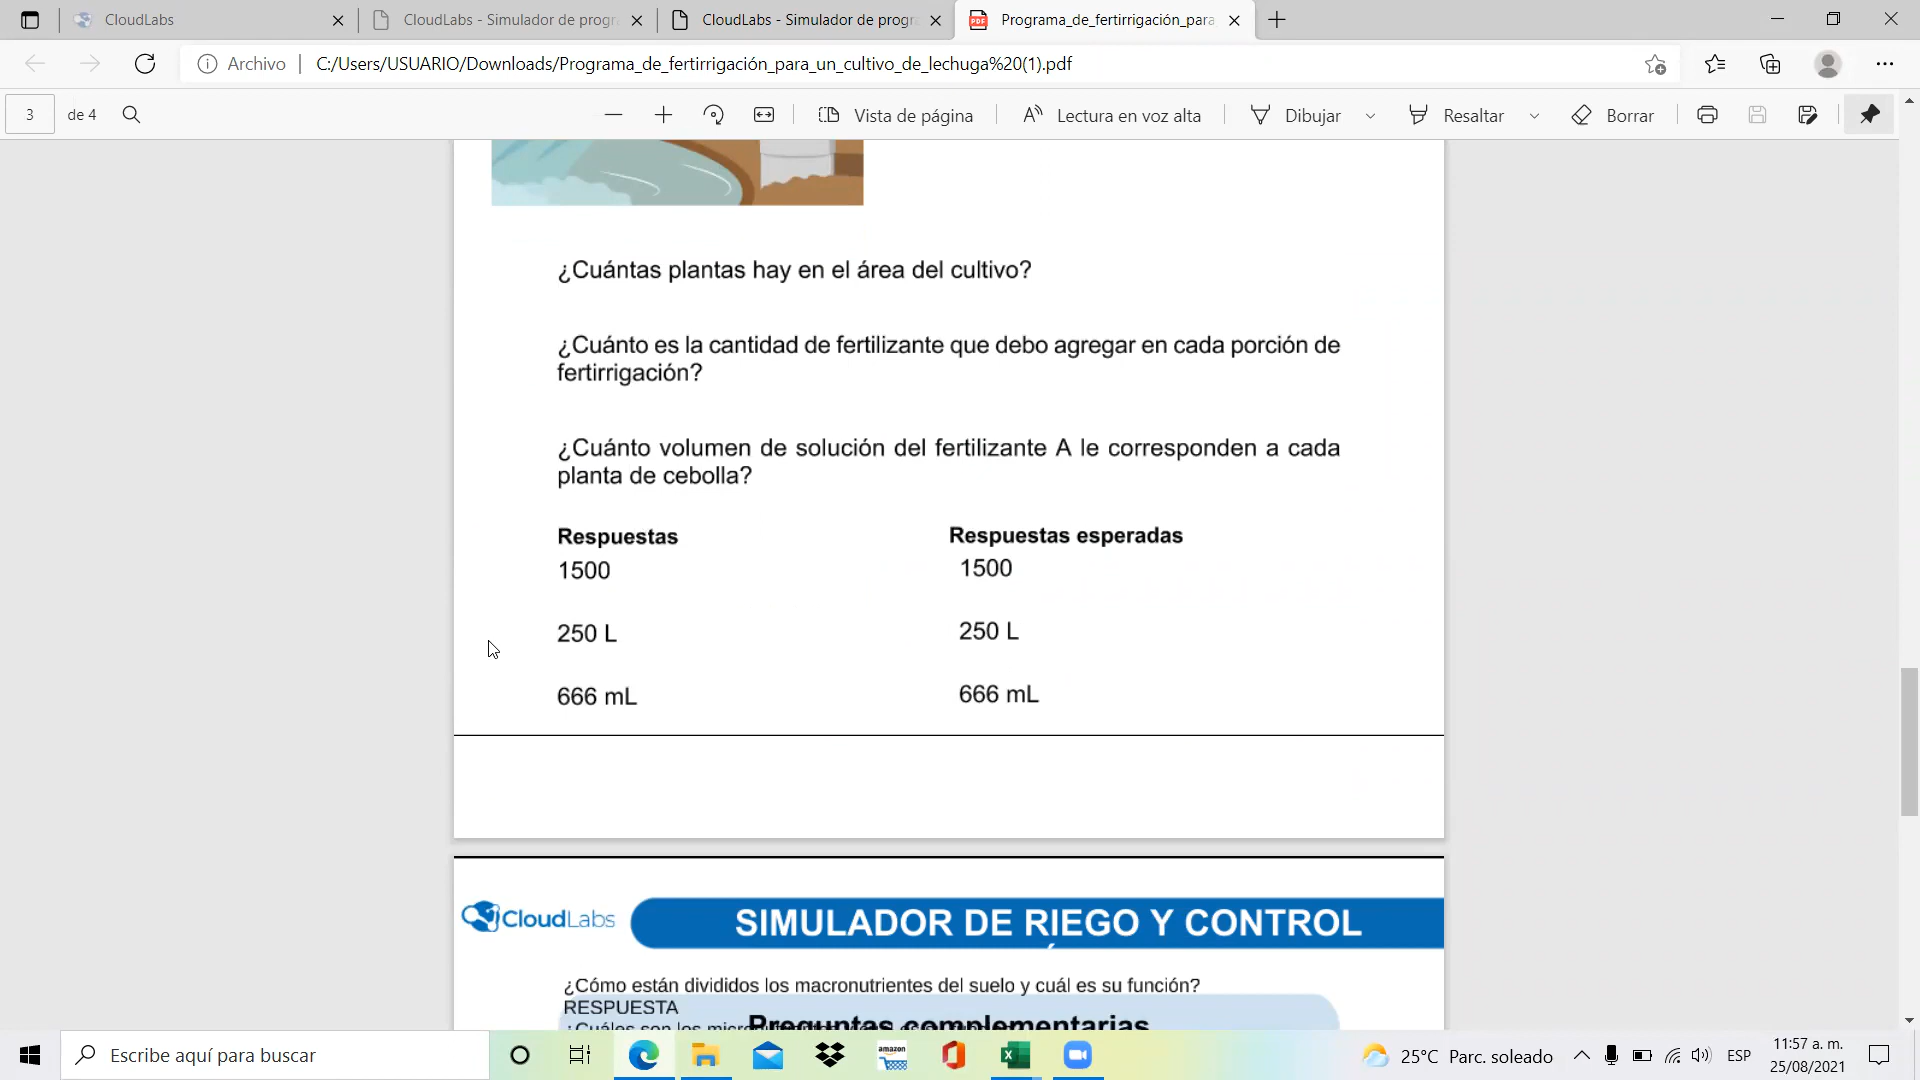 CloudLabs
CloudLabs - Simulador de progr
CloudLabs - Simulador de progr
Programa_de_fertirrigación_para
Archivo
C:/Users/USUARIO/Downloads/Programa_de_fertirrigación_para_un_cultivo_de_lechuga%20(1).pdf
3 de 4
Vista de página
Lectura en voz alta
Dibujar
Resaltar
Borrar
¿Cuántas plantas hay en el área del cultivo?
¿Cuánto es la cantidad de fertilizante que debo agregar en cada porción de
fertirrigación?
¿Cuánto volumen de solución del fertilizante A le corresponden a cada
planta de cebolla?
Respuestas
Respuestas esperadas
1500
1500
250 L
250 L
666 mL
666 mL
CloudLabs
SIMULADOR DE RIEGO Y CONTROL
¿Cómo están divididos los macronutrientes del suelo y cuál es su función?
RESPUESTA
¿Cuáles son los
Preguntas complementarias
Escribe aquí para buscar
amazon
25°C Parc. soleado
ESP
11:57 a. m.
25/08/2021